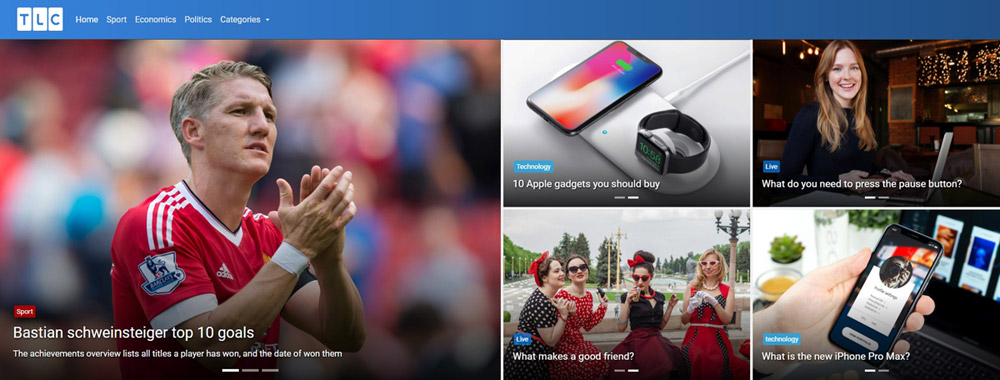 TLC
Home Sport Economics Politics Categories
Sport
Bastian schweinsteiger top 10 goals
The achievements overview lists all titles a player has won, and the date of won them
adidas
Technology
10 Apple gadgets you should buy
10:58
Live
What do you need to press the pause button?
Live
What makes a good friend?
technology
What is the new iPhone Pro Max?